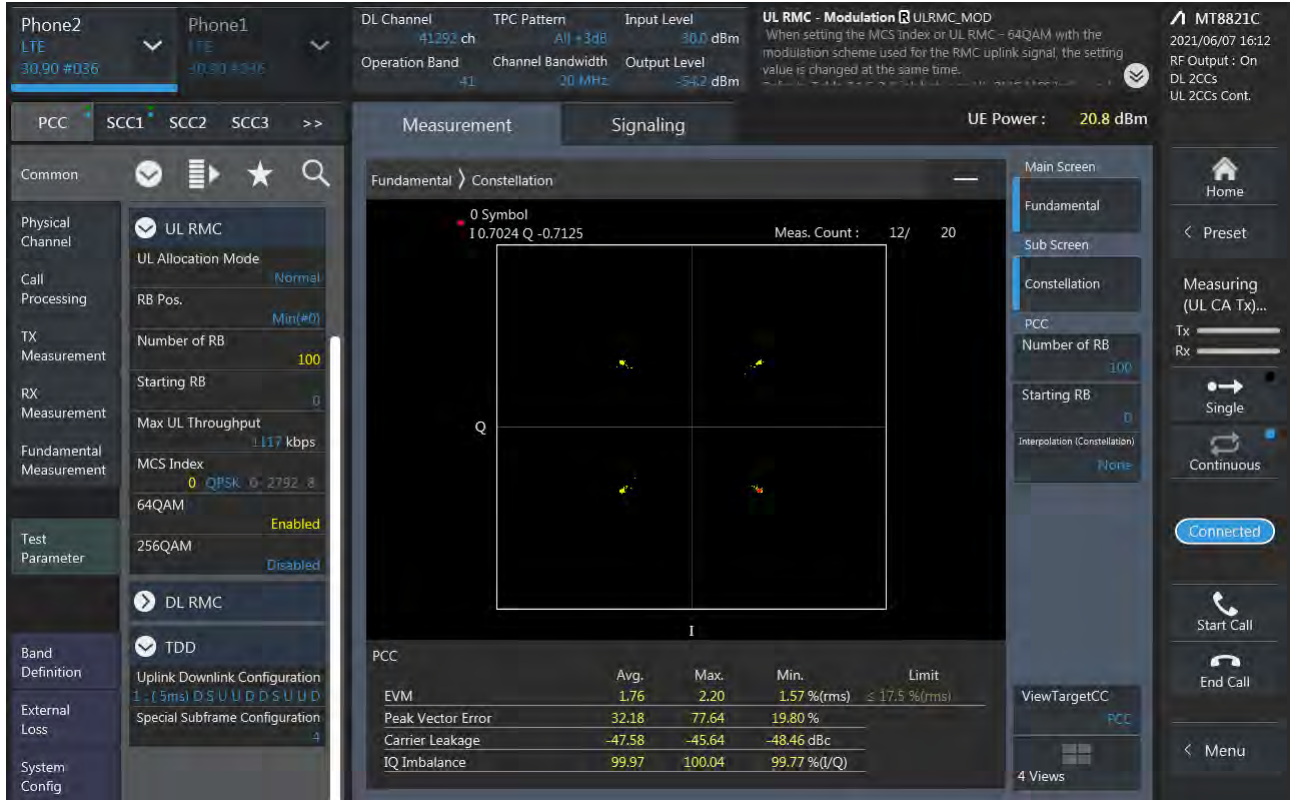 Phone2
LTE
30.90 #036
Phone1
LTE
30.90 #036
DL Channel
41292 ch
Operation Band
41
TPC Pattern
All +3dB
Channel Bandwidth
20 MHz
Input Level
30.0 dBm
Output Level
-54.2 dBm
UL RMC - Modulation R ULRMC_MOD
When setting the MCS Index or UL RMC - 64QAM with the
modulation scheme used for the RMC uplink signal, the setting
value is changed at the same time.
MT8821C
2021/06/07 16:12
RF Output : On
DL 2CCs
UL 2CCs Cont.
PCC SCC1 SCC2 SCC3 >>
Measurement
Signaling
UE Power : 20.8 dBm
Common
Physical
Channel
Call
Processing
TX
Measurement
RX
Measurement
Fundamental
Measurement
Test
Parameter
Band
Definition
External
Loss
System
Config
UL RMC
UL Allocation Mode
Normal
RB Pos.
Min(#0)
Number of RB
100
Starting RB
0
Max UL Throughput
1117 kbps
MCS Index
0 QPSK 0 2792 8
64QAM
Enabled
256QAM
Disabled
DL RMC
TDD
Uplink Downlink Configuration
1 : ( 5ms) D S U U D D S U U D
Special Subframe Configuration
4
Fundamental 〉 Constellation
0 Symbol
I 0.7024 Q -0.7125
Meas. Count : 12/ 20
Q
I
PCC
Avg. Max. Min. Limit
EVM 1.76 2.20 1.57 %(rms) ≤ 17.5 %(rms)
Peak Vector Error 32.18 77.64 19.80 %
Carrier Leakage -47.58 -45.64 -48.46 dBc
IQ Imbalance 99.97 100.04 99.77 %(I/Q)
Main Screen
Fundamental
Sub Screen
Constellation
PCC
Number of RB
100
Starting RB
0
Interpolation (Constellation)
None
ViewTargetCC
PCC
4 Views
Home
< Preset
Measuring
(UL CA Tx)...
Tx
Rx
Single
Continuous
Connected
Start Call
End Call
< Menu